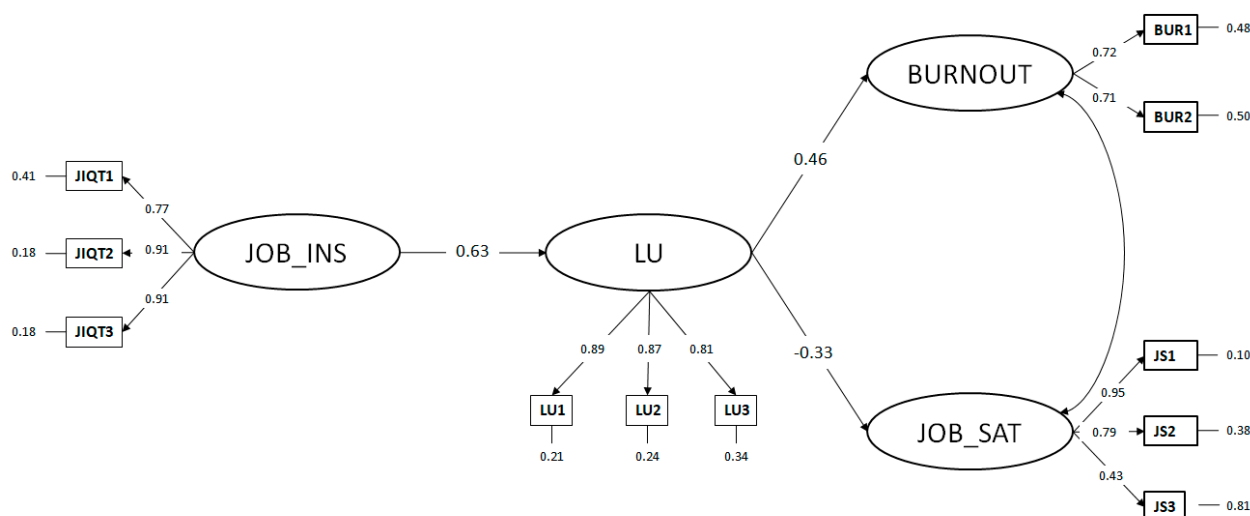 BUR1
0.48
0.72
BURNOUT
0.71
BUR2
0.50
0.46
0.41
JIQT1
0.77
0.18
JIQT2
0.91
JOB_INS
0.63
LU
0.91
0.18
JIQT3
0.89
0.87
0.81
-0.33
JS1
0.10
0.95
LU1
LU2
LU3
JOB_SAT
0.79
JS2
0.38
0.21
0.24
0.34
0.43
JS3
0.81